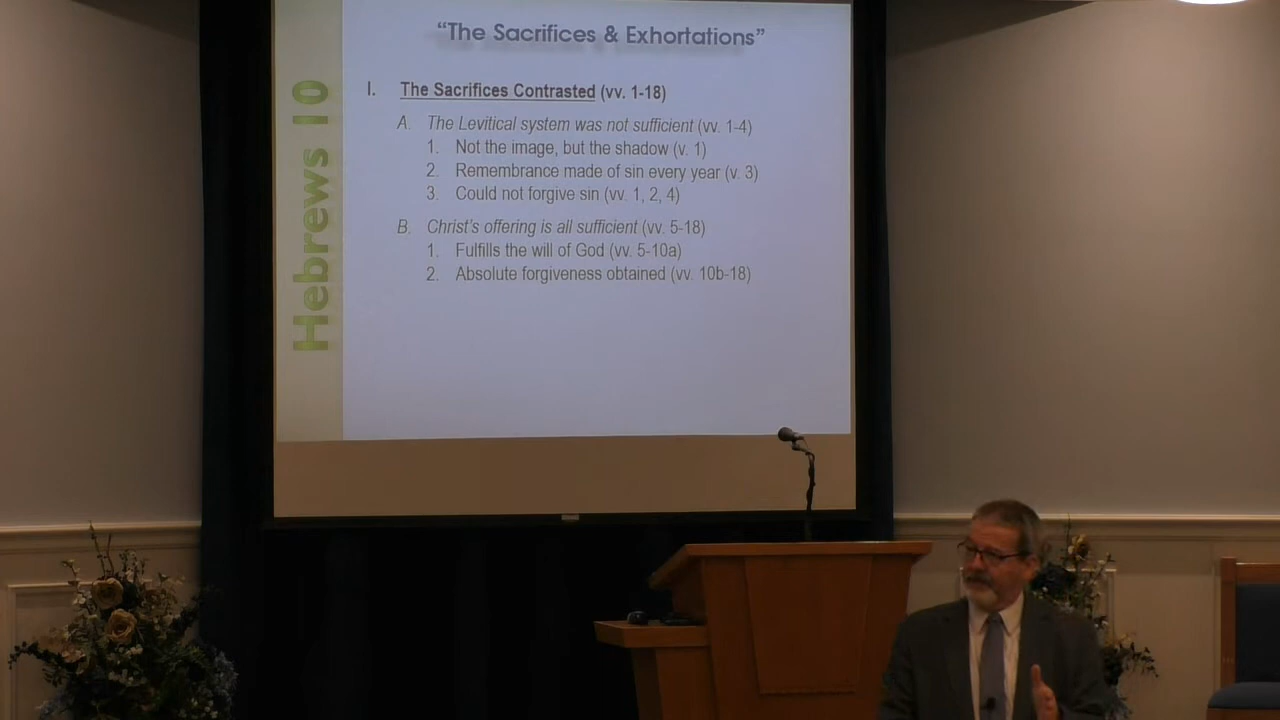 "The Sacrifices & Exhortations"
Hebrews 10
I. The Sacrifices Contrasted (vv. 1-18)
A. The Levitical system was not sufficient (vv. 1-4)
1. Not the image, but the shadow (v. 1)
2. Remembrance made of sin every year (v. 3)
3. Could not forgive sin (vv. 1, 2, 4)
B. Christ's offering is all sufficient (vv. 5-18)
1. Fulfills the will of God (vv. 5-10a)
2. Absolute forgiveness obtained (vv. 10b-18)